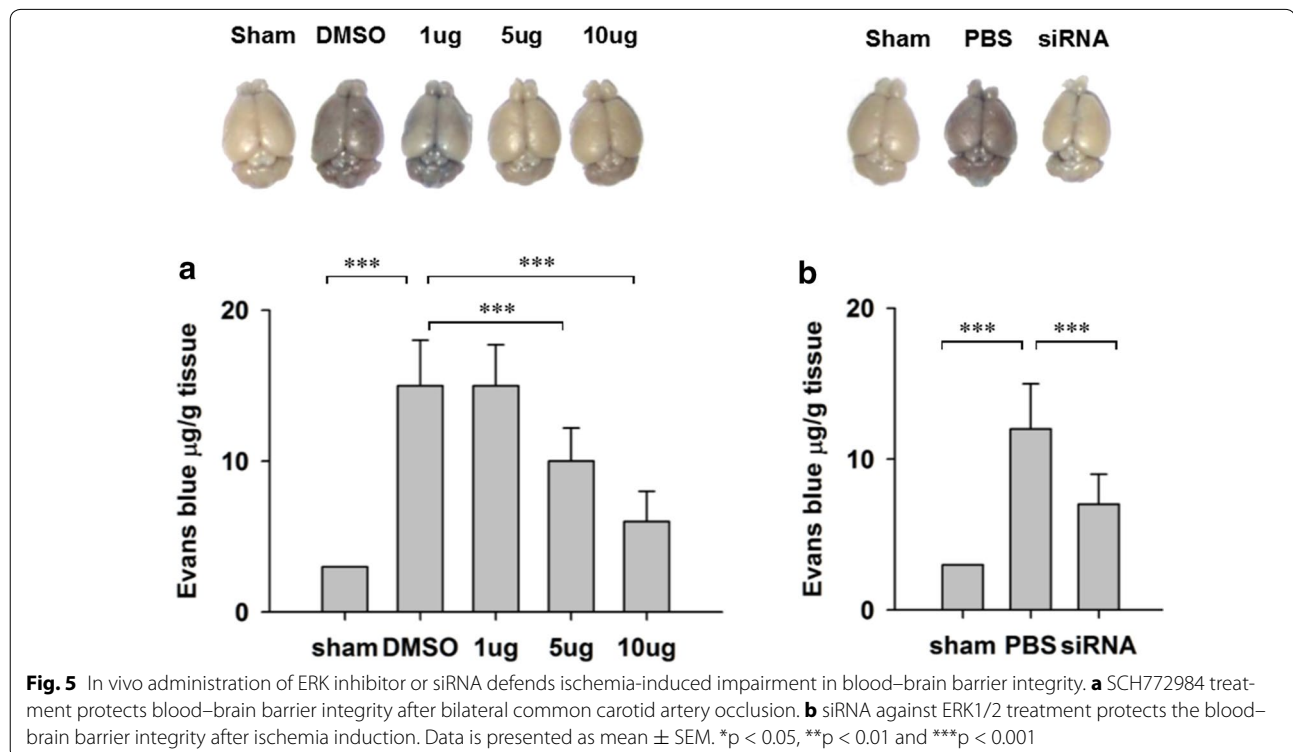 Sham DMSO 1ug 5ug 10ug
Sham PBS siRNA
a
*** ***
***
20
10
0
Evans blue μg/g tissue
sham DMSO 1ug 5ug 10ug
b
*** ***
20
10
0
Evans blue μg/g tissue
sham PBS siRNA
Fig. 5 In vivo administration of ERK inhibitor or siRNA defends ischemia-induced impairment in blood–brain barrier integrity. a SCH772984 treat-
ment protects blood–brain barrier integrity after bilateral common carotid artery occlusion. b siRNA against ERK1/2 treatment protects the blood–
brain barrier integrity after ischemia induction. Data is presented as mean ± SEM. *p < 0.05, **p < 0.01 and ***p < 0.001